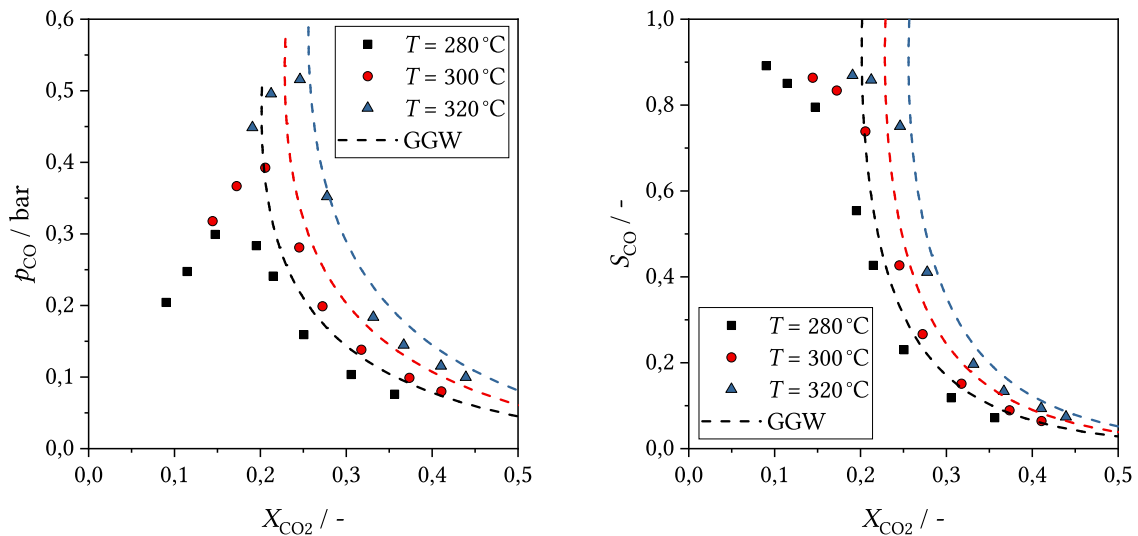 0,6
0,5
0,4
0,3
0,2
0,1
0,0
p_CO / bar
T = 280 °C
T = 300 °C
T = 320 °C
GGW
0,0 0,1 0,2 0,3 0,4 0,5
X_CO2 / -
1,0
0,8
0,6
0,4
0,2
0,0
S_CO / -
T = 280 °C
T = 300 °C
T = 320 °C
GGW
0,0 0,1 0,2 0,3 0,4 0,5
X_CO2 / -